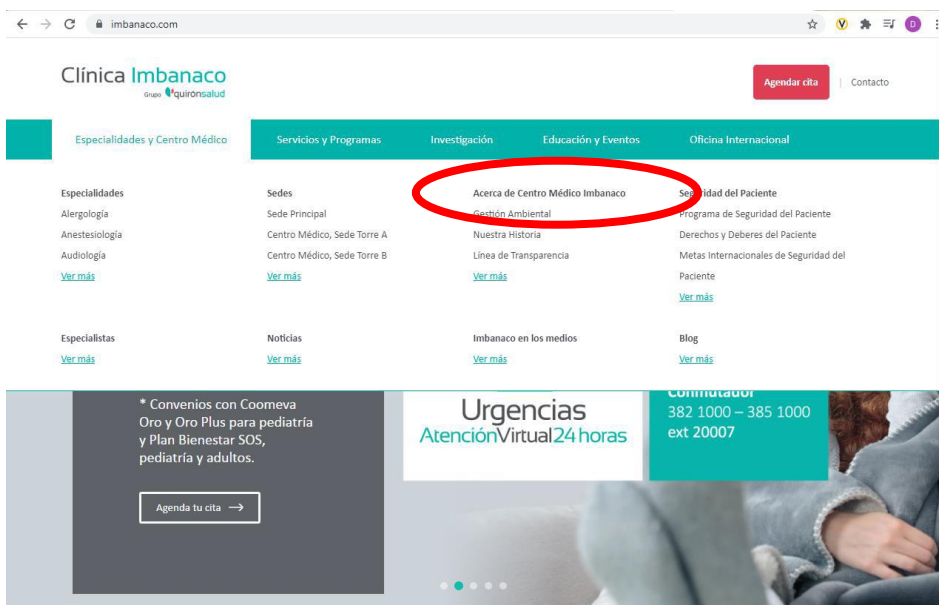 imbanaco.com
D
Clínica Imbanaco
Grupo quirónsalud
Agendar cita
Contacto
Especialidades y Centro Médico
Servicios y Programas
Investigación
Educación y Eventos
Oficina Internacional
Especialidades
Alergología
Anestesiología
Audiología
Ver más
Sedes
Sede Principal
Centro Médico, Sede Torre A
Centro Médico, Sede Torre B
Ver más
Acerca de Centro Médico Imbanaco
Gestión Ambiental
Nuestra Historia
Línea de Transparencia
Ver más
Seguridad del Paciente
Programa de Seguridad del Paciente
Derechos y Deberes del Paciente
Metas Internacionales de Seguridad del
Paciente
Ver más
Especialistas
Ver más
Noticias
Ver más
Imbanaco en los medios
Ver más
Blog
Ver más
* Convenios con Coomeva
Oro y Oro Plus para pediatría
y Plan Bienestar SOS,
pediatría y adultos.
Agenda tu cita
Urgencias
AtenciónVirtual24horas
Conmutador
382 1000 – 385 1000
ext 20007